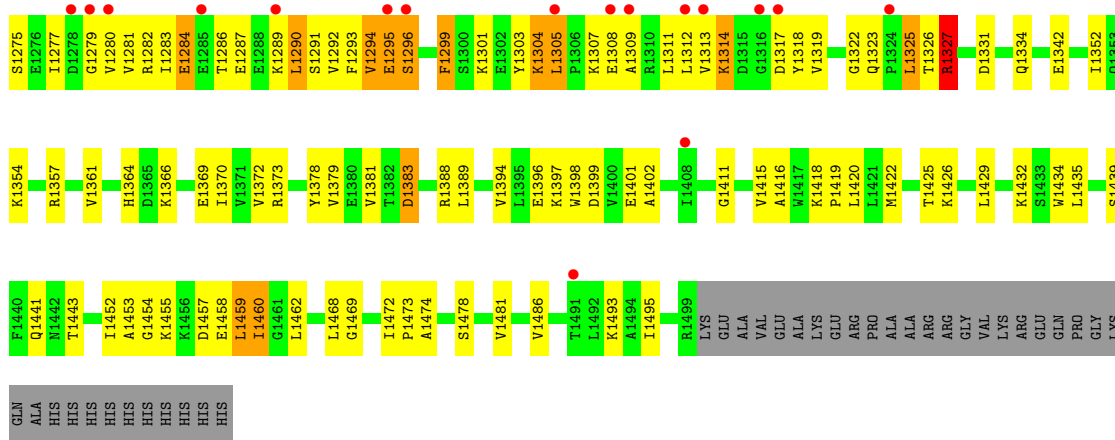 S1275 E1276 I1277 D1278 G1279 V1280 V1281 R1282 I1283 E1284 E1285 T1286 E1287 E1288 K1289 L1290 S1291 V1292 F1293 V1294 E1295 S1296 F1299 S1300 K1301 E1302 Y1303 K1304 L1305 P1306 K1307 E1308 A1309 R1310 L1311 L1312 V1313 K1314 D1315 G1316 D1317 Y1318 V1319 G1322 Q1323 P1324 L1325 T1326 R1327 D1331 Q1334 E1342 I1352 Q1353
K1354 R1357 V1361 H1364 D1365 K1366 E1369 I1370 V1371 V1372 R1373 Y1378 V1379 E1380 V1381 T1382 D1383 R1388 L1389 V1394 L1395 E1396 K1397 W1398 D1399 V1400 E1401 A1402 I1408 G1411 V1415 A1416 W1417 K1418 P1419 L1420 L1421 M1422 T1425 K1426 L1429 K1432 S1433 W1434 L1435 S1439
F1440 Q1441 N1442 T1443 I1452 A1453 G1454 K1455 K1456 D1457 E1458 L1459 I1460 G1461 L1462 L1468 G1469 I1472 P1473 A1474 S1478 V1481 V1486 T1491 L1492 K1493 A1494 I1495 R1499 LYS GLU ALA VAL GLU ALA LYS GLU ARG PRO ALA ALA ARG ARG GLY VAL LYS ARG GLU GLN PRO GLY LYS
GLN ALA HIS HIS HIS HIS HIS HIS HIS HIS HIS HIS